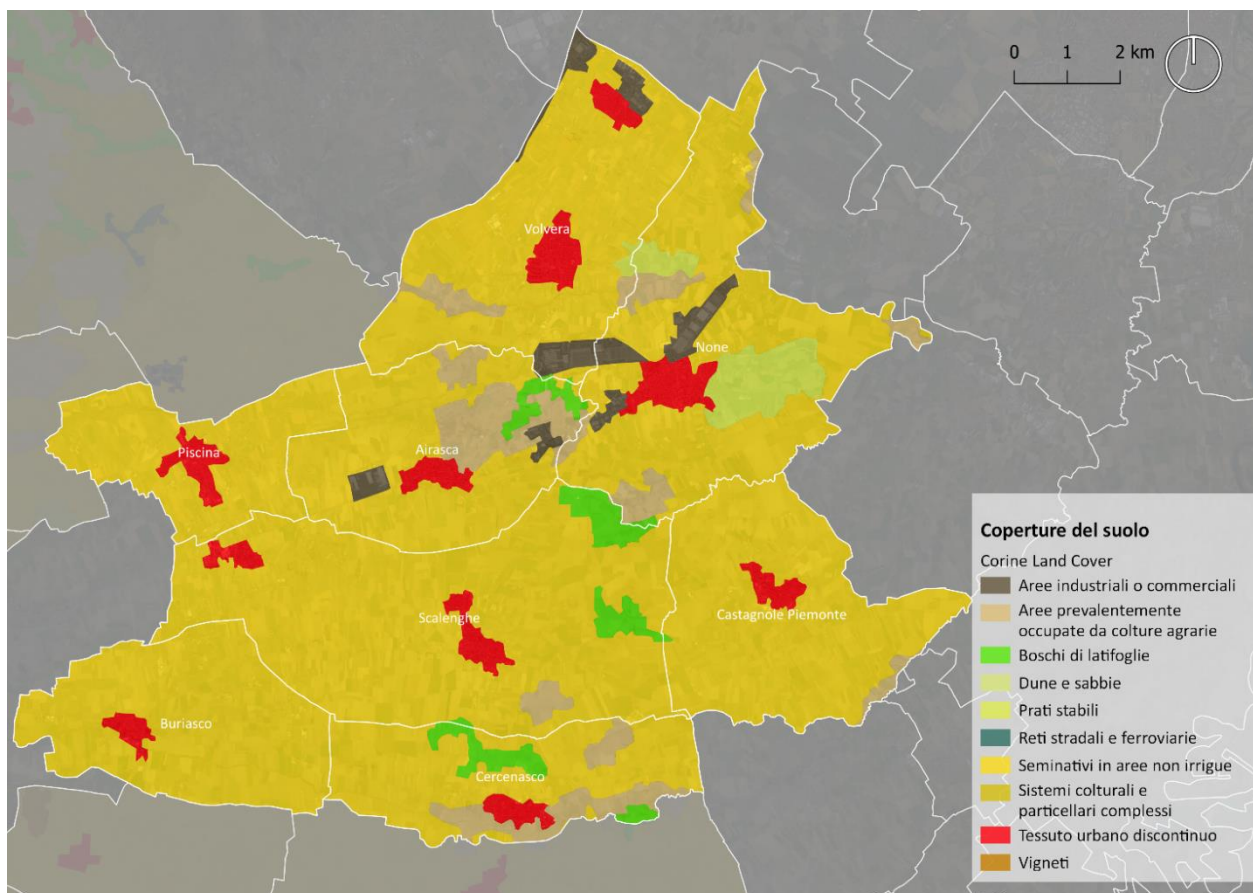 0 1 2 km
Volvera
None
Piscina
Airasca
Scalenghe
Castagnole Piemonte
Buriasco
Cercenasco
Coperture del suolo
Corine Land Cover
Aree industriali o commerciali
Aree prevalentemente
occupate da colture agrarie
Boschi di latifoglie
Dune e sabbie
Prati stabili
Reti stradali e ferroviarie
Seminativi in aree non irrigue
Sistemi colturali e
particellari complessi
Tessuto urbano discontinuo
Vigneti